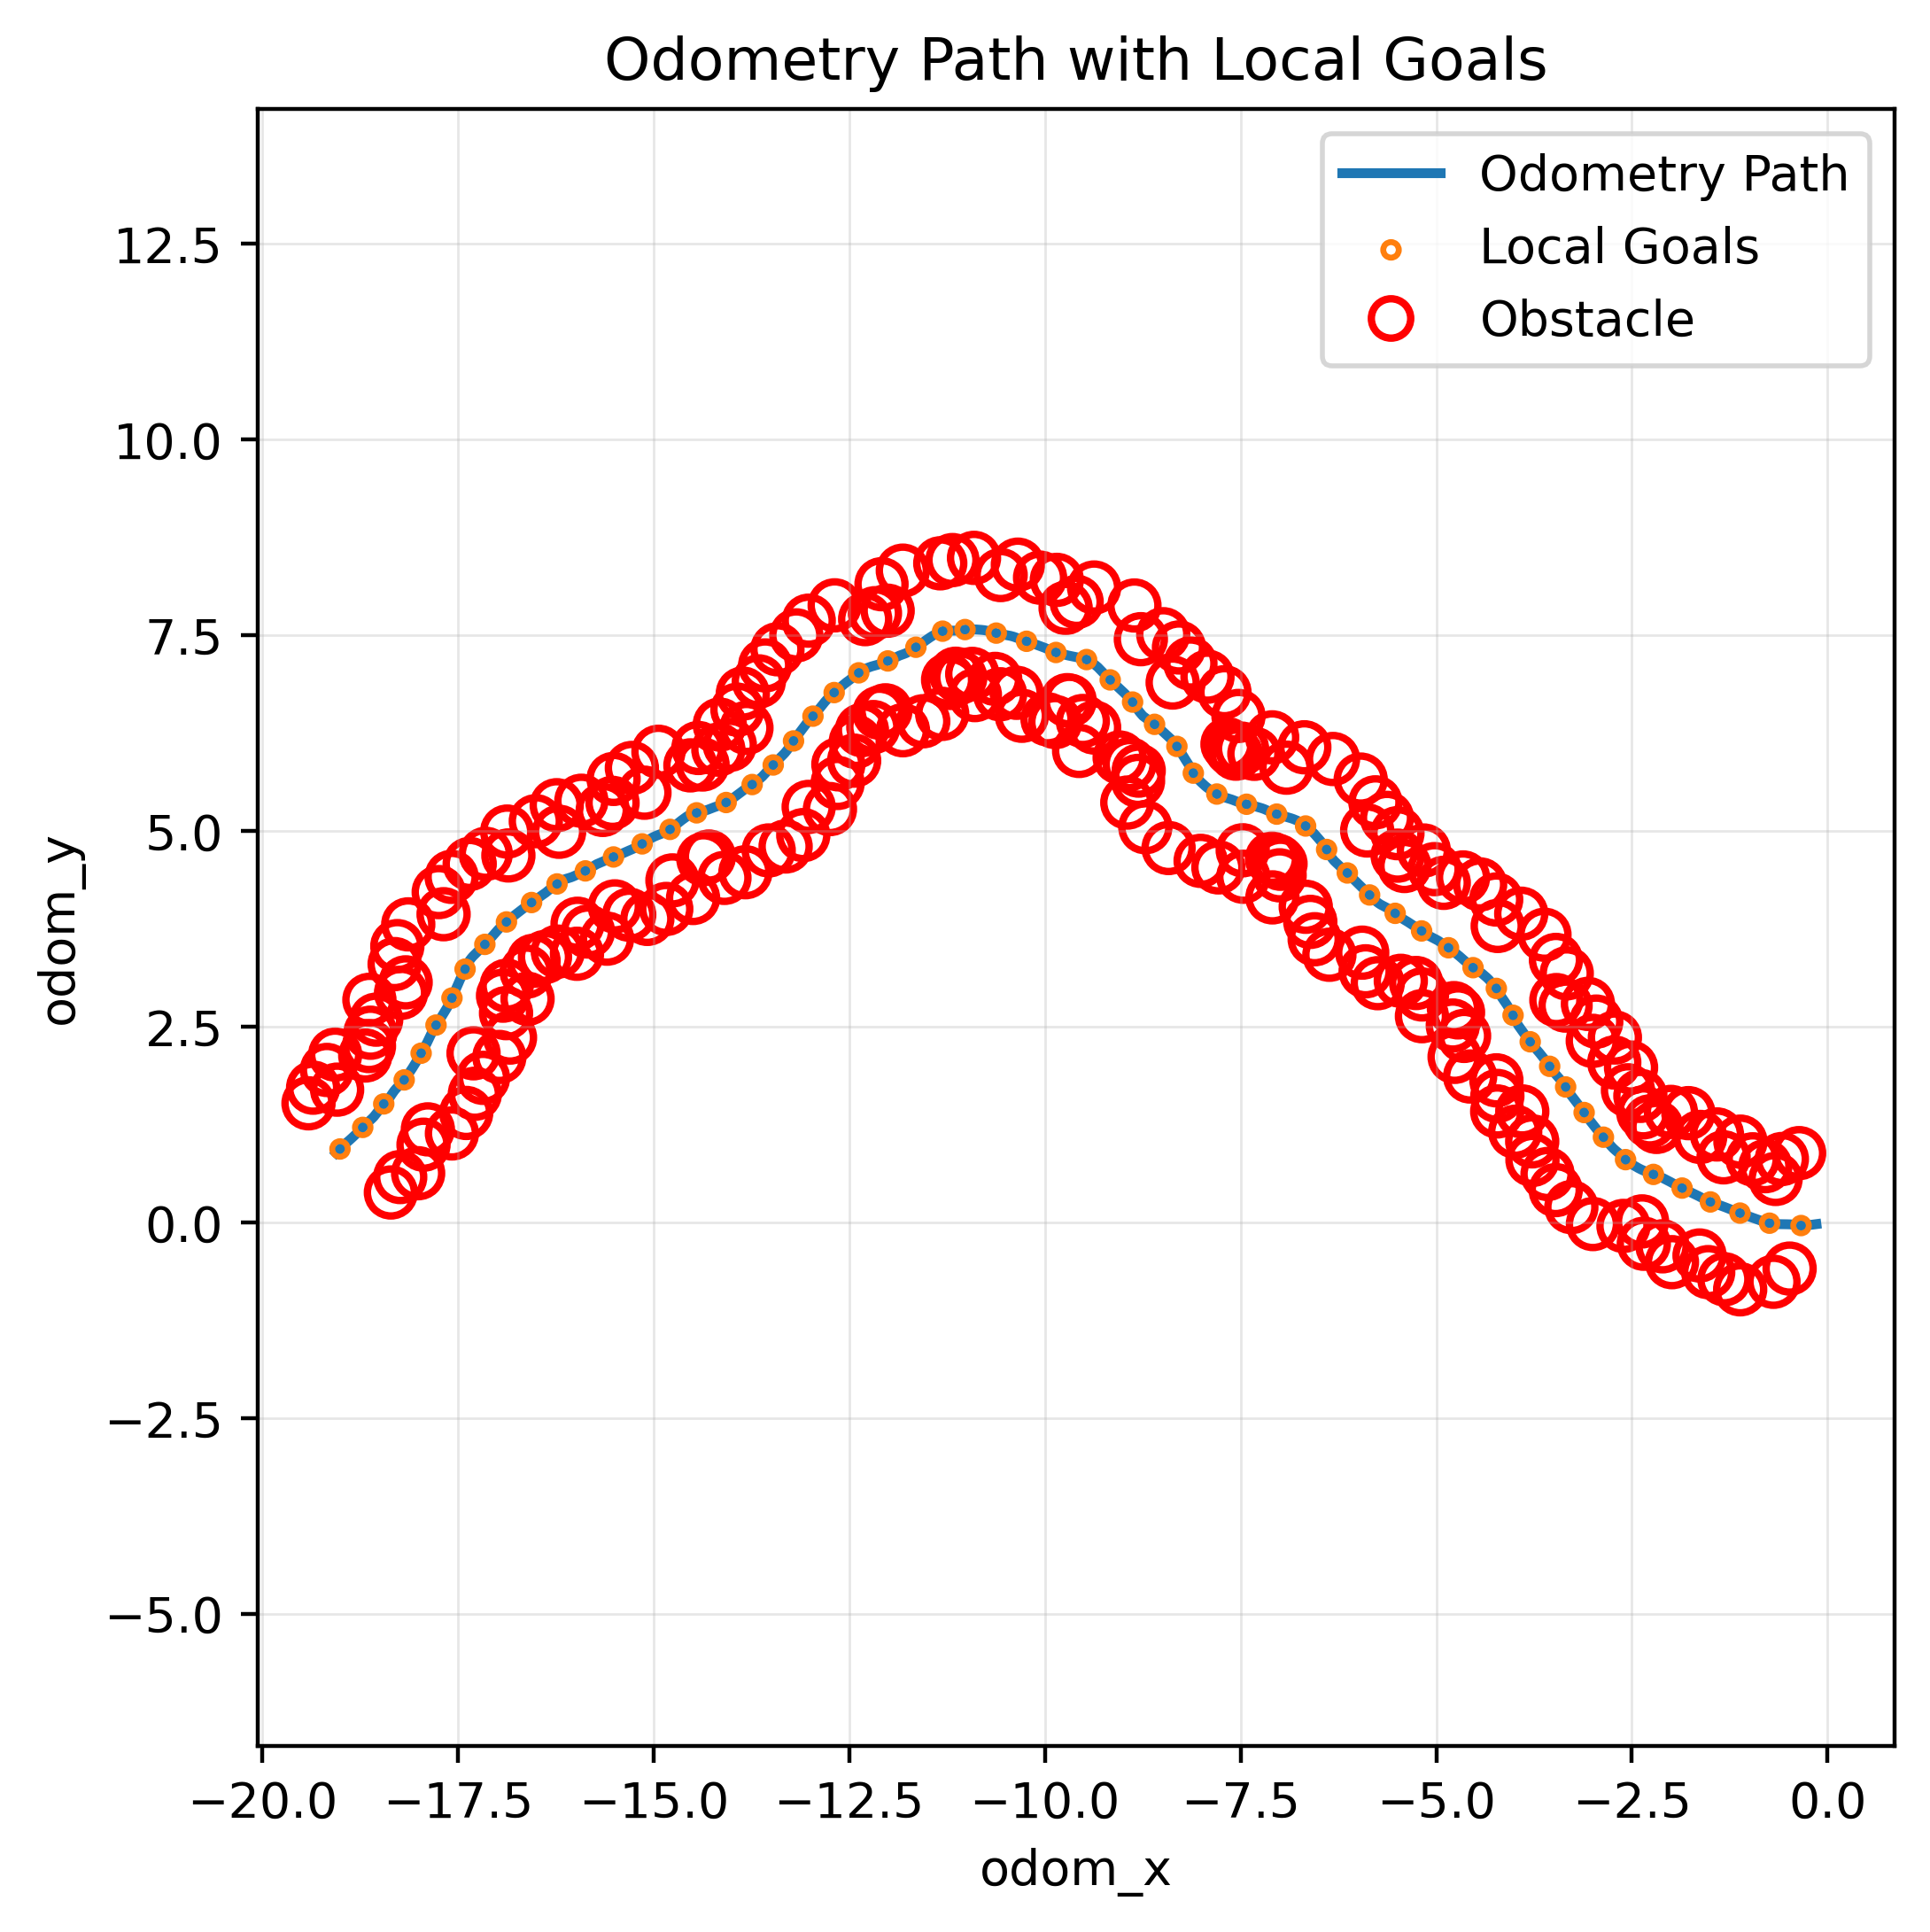 Odometry Path with Local Goals
Odometry Path
Local Goals
Obstacle
12.5
10.0
7.5
5.0
2.5
0.0
−2.5
−5.0
odom_y
−20.0 −17.5 −15.0 −12.5 −10.0 −7.5 −5.0 −2.5 0.0
odom_x